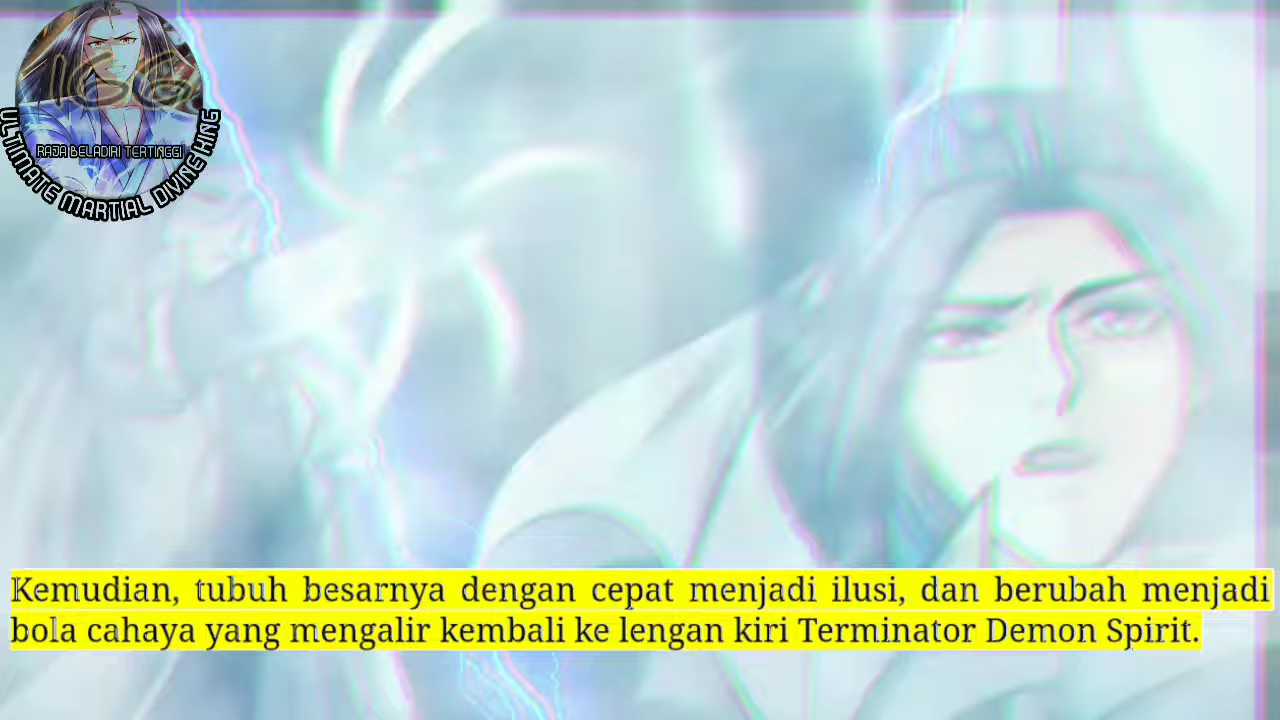 RAJA BELADIRI TERTINGGI
ULTIMATE MARTIAL DIVINE KING
Kemudian, tubuh besarnya dengan cepat menjadi ilusi, dan berubah menjadi
bola cahaya yang mengalir kembali ke lengan kiri Terminator Demon Spirit.